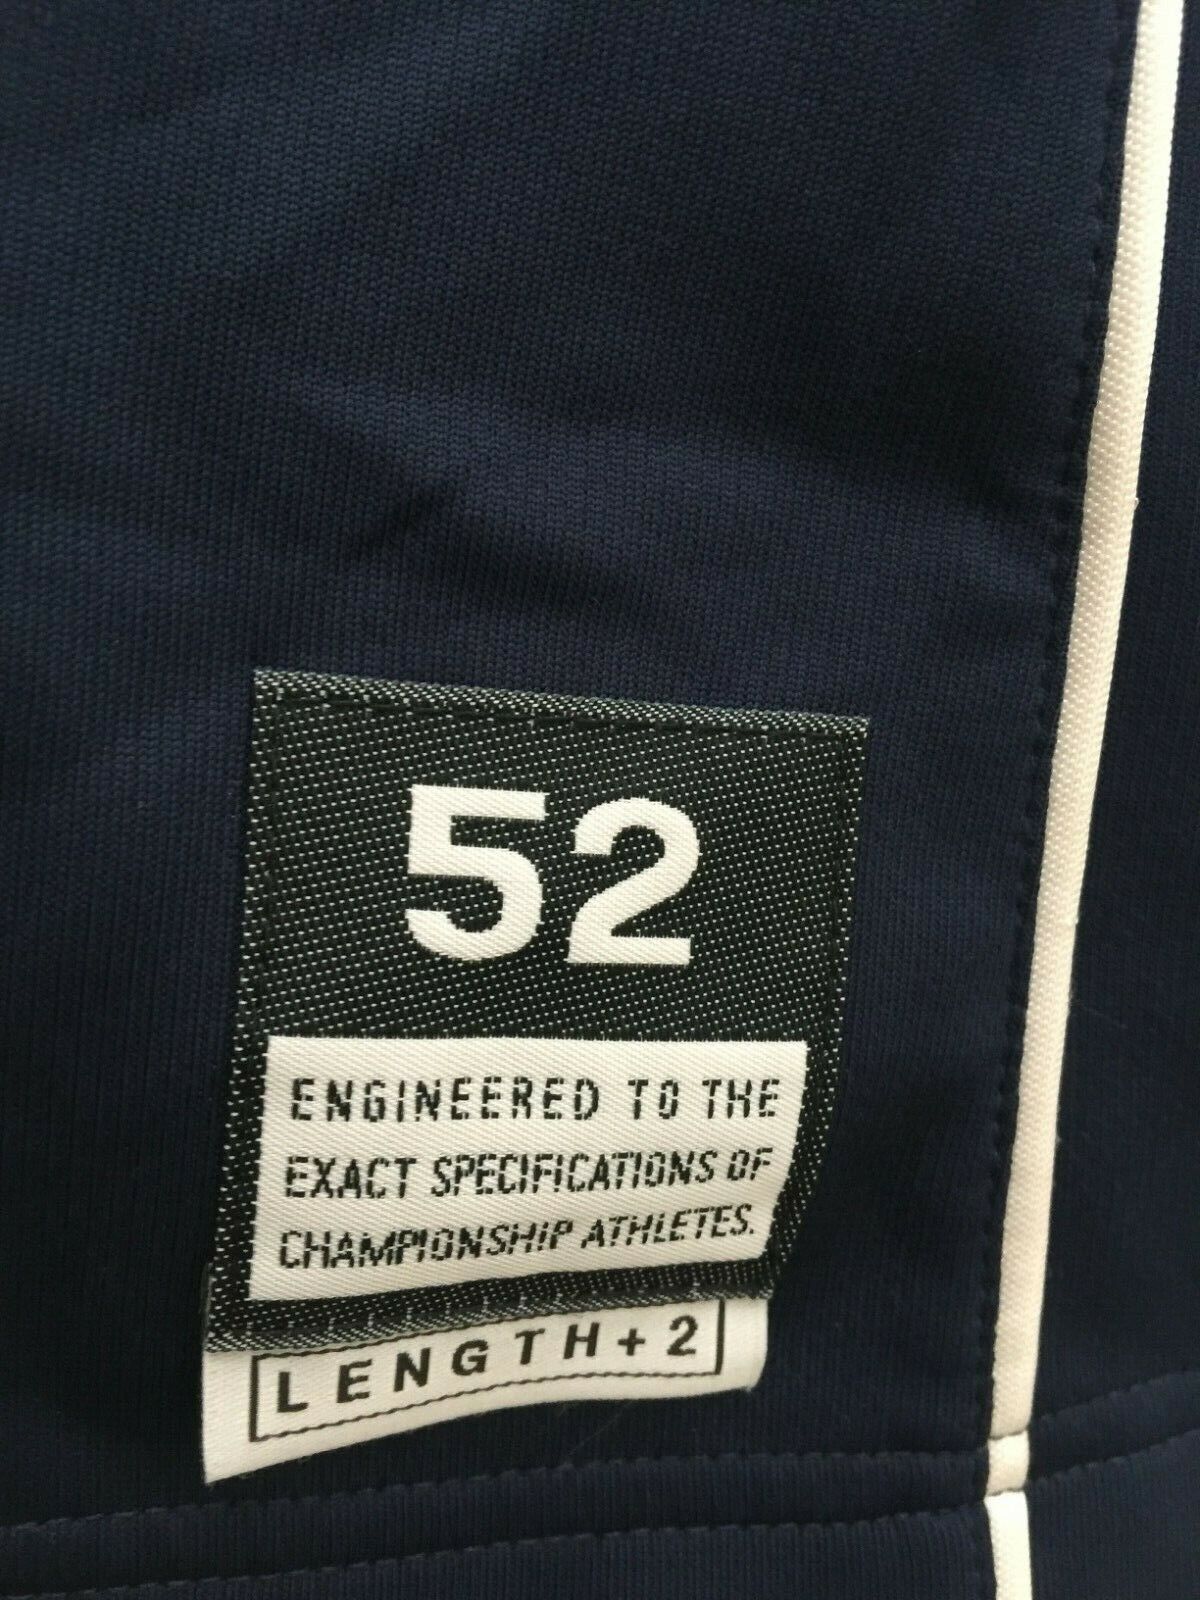 52
ENGINEERED TO THE
EXACT SPECIFICATIONS OF
CHAMPIONSHIP ATHLETES.
LENGTH+2